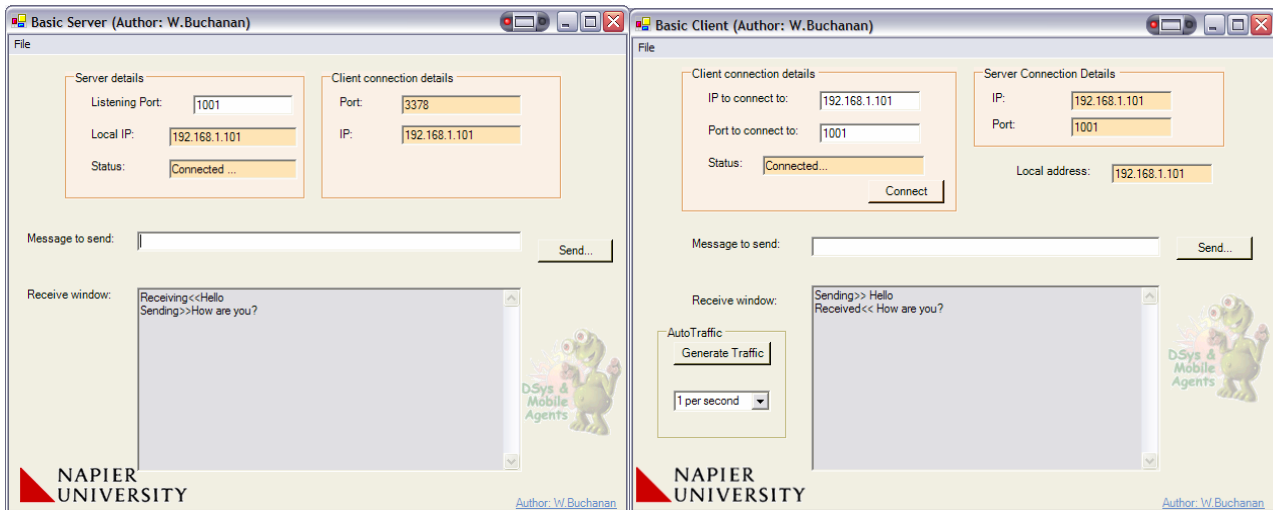 Basic Server (Author: W.Buchanan)
File
Server details
Listening Port: 1001
Local IP: 192.168.1.101
Status: Connected ...
Client connection details
Port: 3378
IP: 192.168.1.101
Message to send:
Send...
Receive window:
Receiving<<Hello
Sending>>How are you?
DSys &
Mobile
Agents
NAPIER
UNIVERSITY
Author: W.Buchanan
Basic Client (Author: W.Buchanan)
File
Client connection details
IP to connect to: 192.168.1.101
Port to connect to: 1001
Status: Connected...
Connect
Server Connection Details
IP: 192.168.1.101
Port: 1001
Local address: 192.168.1.101
Message to send:
Send...
Receive window:
Sending>> Hello
Received<< How are you?
AutoTraffic
Generate Traffic
1 per second
DSys &
Mobile
Agents
NAPIER
UNIVERSITY
Author: W.Buchanan